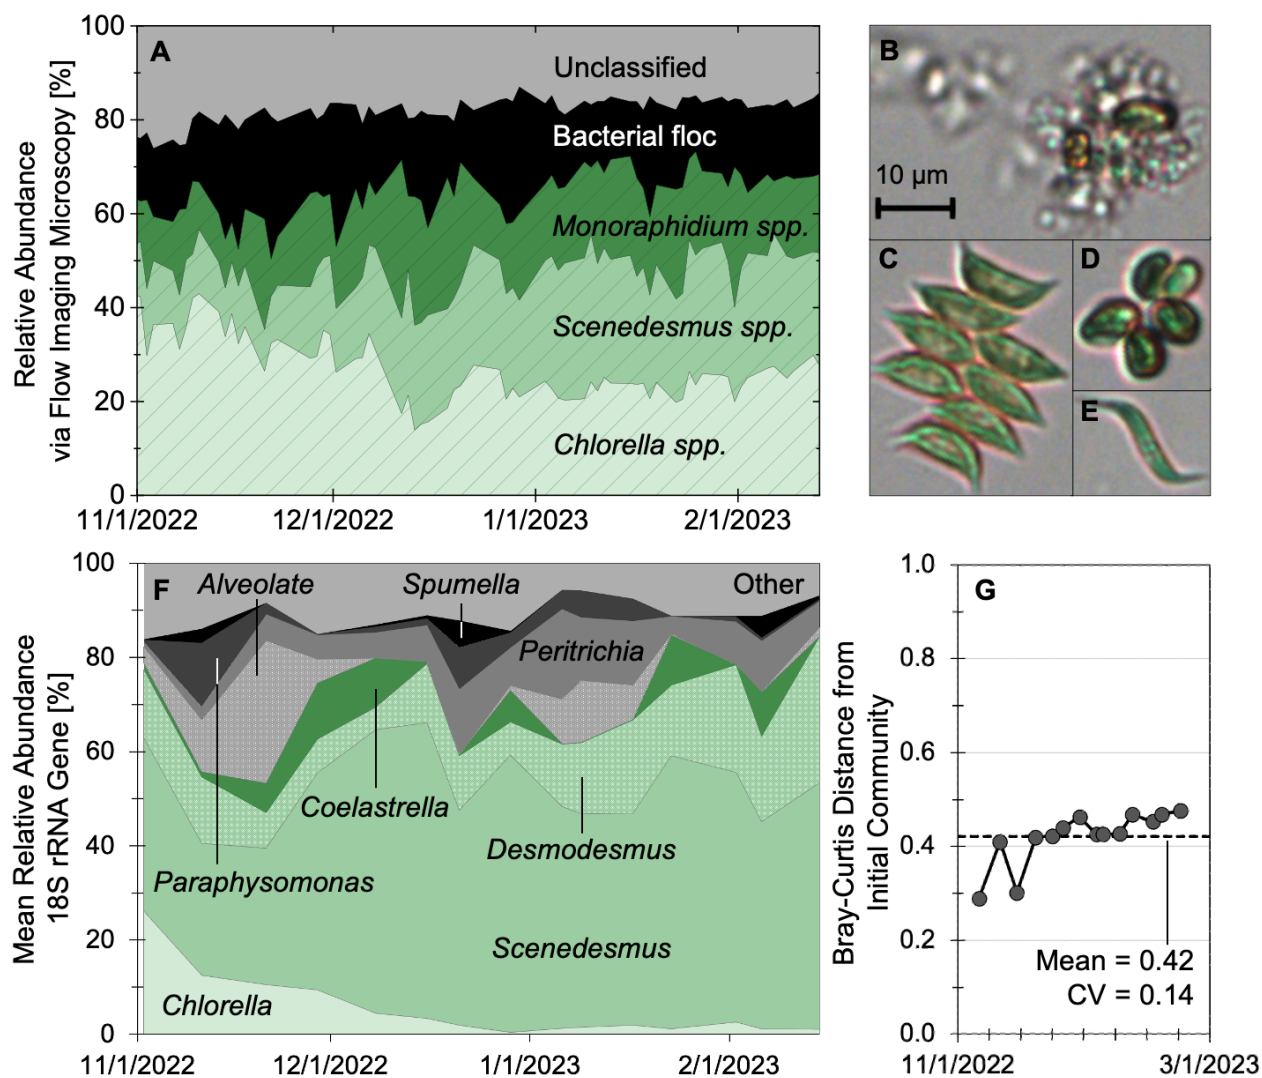 A
Relative Abundance
via Flow Imaging Microscopy [%]
100
80
60
40
20
0
Unclassified
Bacterial floc
Monoraphidium spp.
Scenedesmus spp.
Chlorella spp.
11/1/2022
12/1/2022
1/1/2023
2/1/2023
B
10 µm
C
D
E
F
Mean Relative Abundance
18S rRNA Gene [%]
100
80
60
40
20
0
Alveolate
Spumella
Other
Peritrichia
Coelastrella
Desmodesmus
Paraphysomonas
Scenedesmus
Chlorella
11/1/2022
12/1/2022
1/1/2023
2/1/2023
G
Bray-Curtis Distance from
Initial Community
1.0
0.8
0.6
0.4
0.2
0.0
Mean = 0.42
CV = 0.14
11/1/2022
3/1/2023